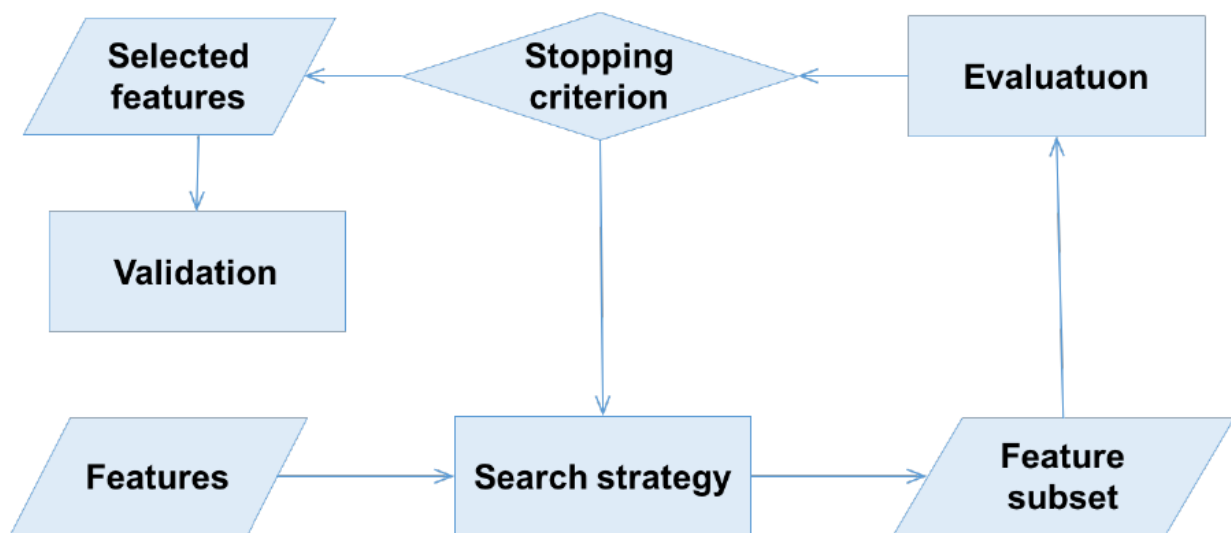 Selected
features
Stopping
criterion
Evaluatuon
Validation
Features
Search strategy
Feature
subset